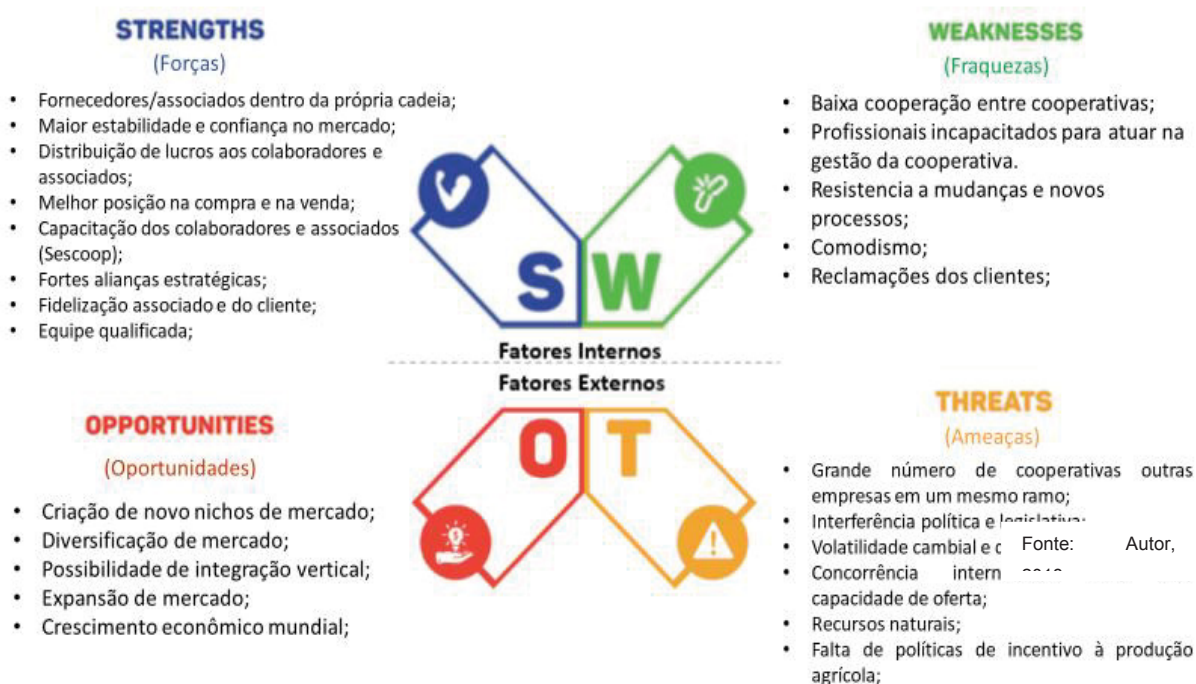 STRENGTHS
(Forças)
• Fornecedores/associados dentro da própria cadeia;
• Maior estabilidade e confiança no mercado;
• Distribuição de lucros aos colaboradores e
associados;
• Melhor posição na compra e na venda;
• Capacitação dos colaboradores e associados
(Sescoop);
• Fortes alianças estratégicas;
• Fidelização associado e do cliente;
• Equipe qualificada;
WEAKNESSES
(Fraquezas)
• Baixa cooperação entre cooperativas;
• Profissionais incapacitados para atuar na
gestão da cooperativa.
• Resistencia a mudanças e novos
processos;
• Comodismo;
• Reclamações dos clientes;
S W
Fatores Internos
Fatores Externos
O T
OPPORTUNITIES
(Oportunidades)
• Criação de novo nichos de mercado;
• Diversificação de mercado;
• Possibilidade de integração vertical;
• Expansão de mercado;
• Crescimento econômico mundial;
THREATS
(Ameaças)
• Grande número de cooperativas outras
empresas em um mesmo ramo;
• Interferência política e legislativa;
• Volatilidade cambial e
• Concorrência
capacidade de oferta;
• Recursos naturais;
• Falta de políticas de incentivo à produção
agrícola;
Fonte: Autor,